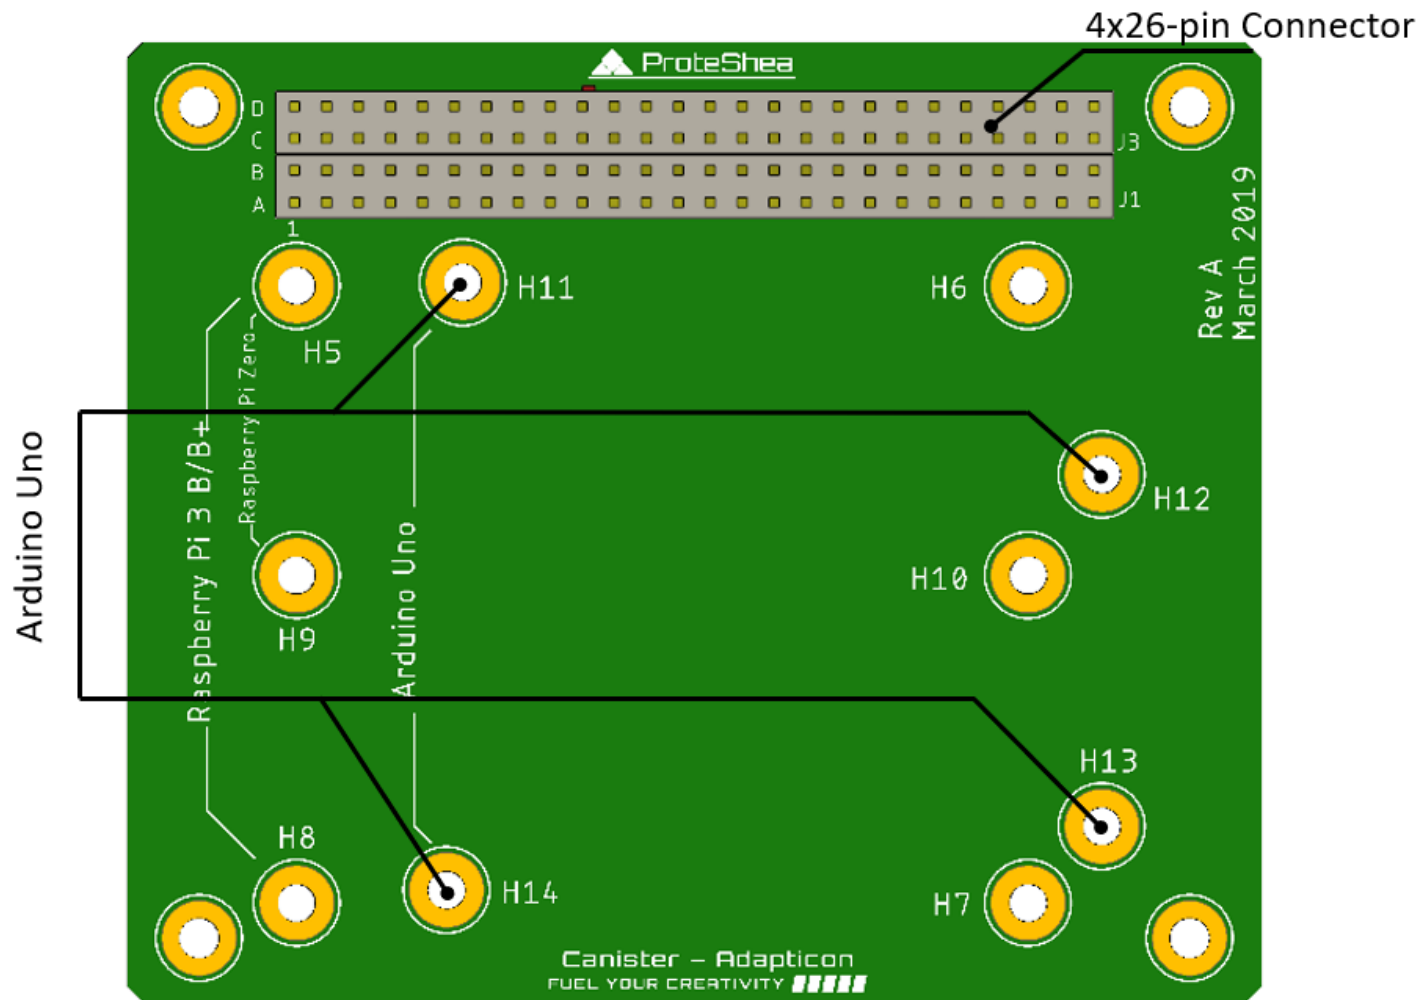 4x26-pin Connector
ProteShea
D
C
B
A
J3
J1
1
H5
H11
H6
Rev A
March 2019
Raspberry Pi Zero
Raspberry Pi 3 B/B+
Arduino Uno
Arduino Uno
H12
H10
H9
H13
H8
H14
H7
Canister - Adapticon
FUEL YOUR CREATIVITY